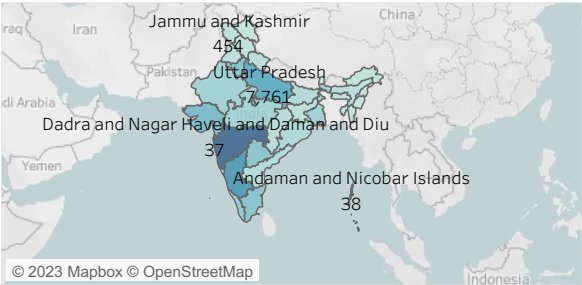 Jammu and Kashmir
China
raq
Iran
454
Uttar Pradesh
Pakistan
7,761
di Arabia
Dadra and Nagar Haveli and Daman and Diu
37
Yemen
Andaman and Nicobar Islands
38
© 2023 Mapbox © OpenStreetMap
Indonesia